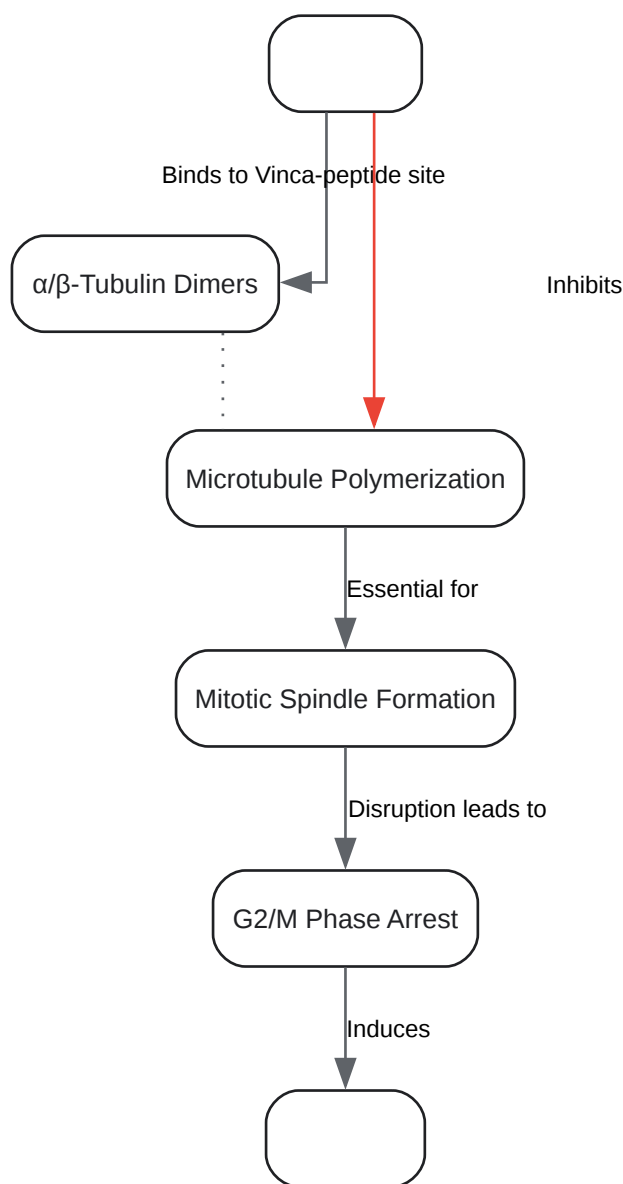 Binds to Vinca-peptide site
α/β-Tubulin Dimers
Inhibits
Microtubule Polymerization
Essential for
Mitotic Spindle Formation
Disruption leads to
G2/M Phase Arrest
Induces